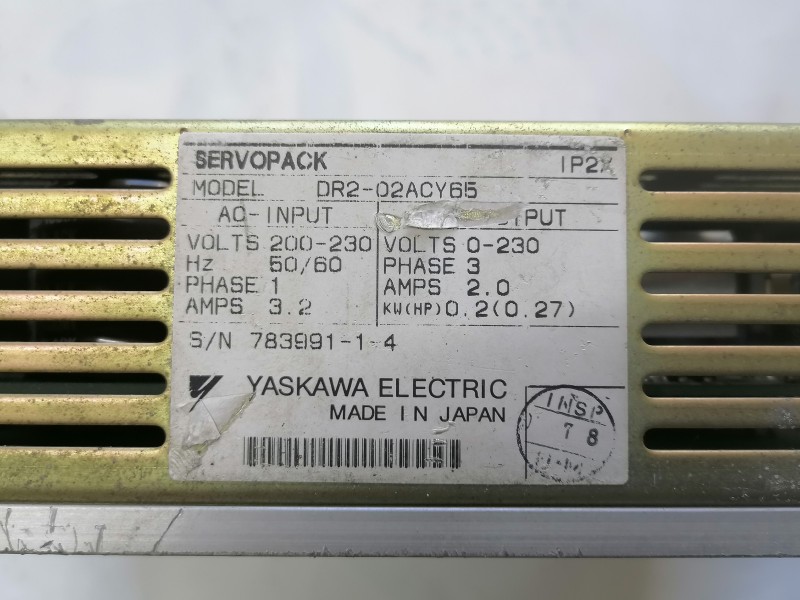 SERVOPACK IP2X
MODEL DR2-02ACY65
AC-INPUT
VOLTS 200-230 VOLTS 0-230
Hz 50/60 PHASE 3
PHASE 1 AMPS 2.0
AMPS 3.2 KW(HP) 0.2(0.27)
S/N 783991-1-4
YASKAWA ELECTRIC
MADE IN JAPAN
INSP
7 8